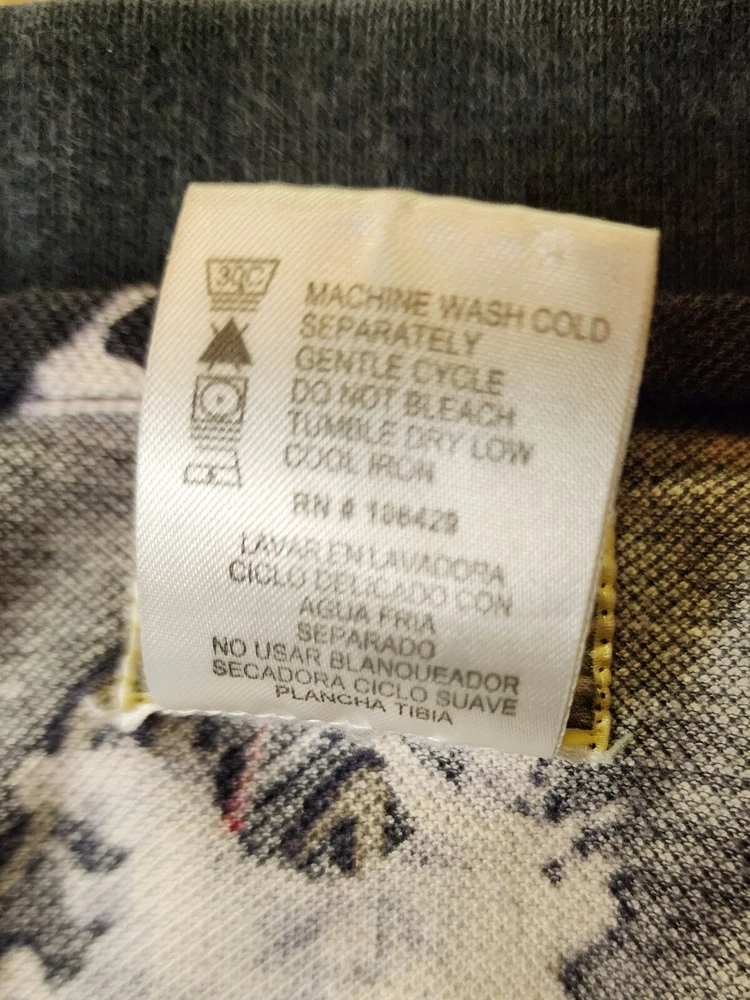 30C
MACHINE WASH COLD
SEPARATELY
GENTLE CYCLE
DO NOT BLEACH
TUMBLE DRY LOW
COOL IRON
RN # 106429
LAVAR EN LAVADORA
CICLO DELICADO CON
AGUA FRIA
SEPARADO
NO USAR BLANQUEADOR
SECADORA CICLO SUAVE
PLANCHA TIBIA